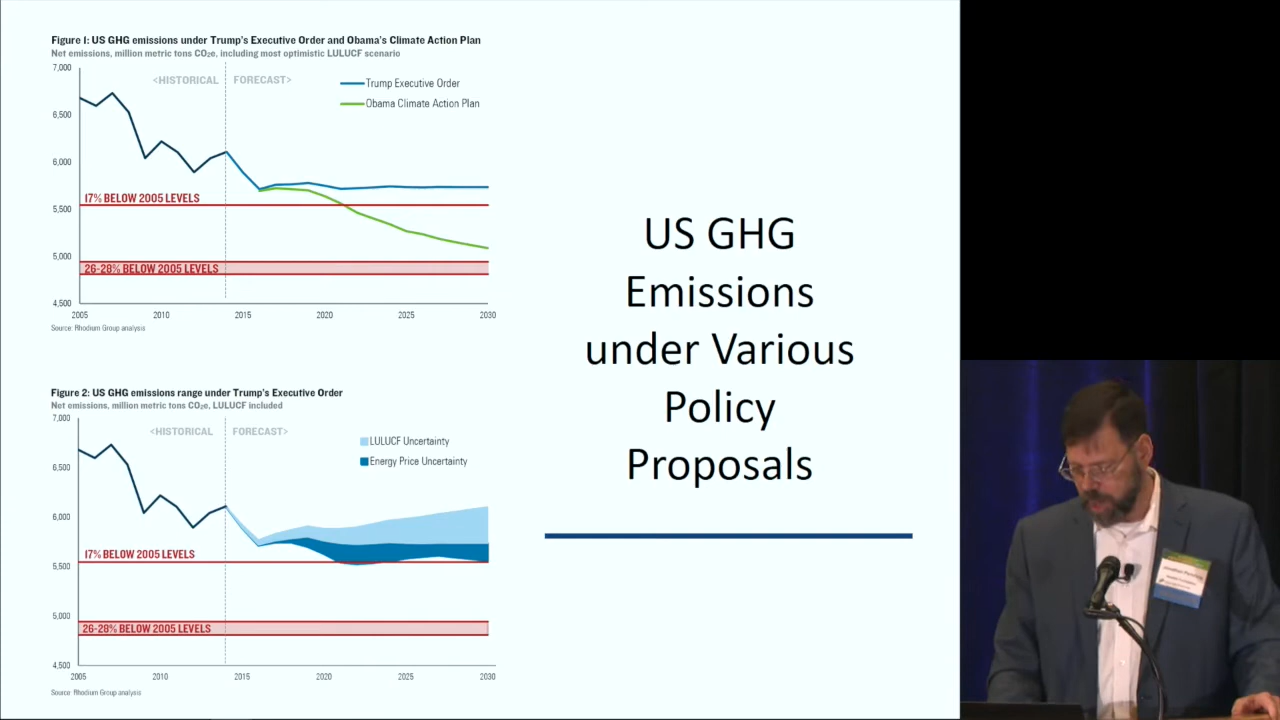 Figure 1: US GHG emissions under Trump's Executive Order and Obama's Climate Action Plan
Net emissions, million metric tons CO₂e, including most optimistic LULUCF scenario
7,000
<HISTORICAL
FORECAST>
Trump Executive Order
Obama Climate Action Plan
6,500
6,000
17% BELOW 2005 LEVELS
5,500
5,000
26-28% BELOW 2005 LEVELS
4,500
2005 2010 2015 2020 2025 2030
Source: Rhodium Group analysis
US GHG
Emissions
under Various
Policy
Proposals
Figure 2: US GHG emissions range under Trump's Executive Order
Net emissions, million metric tons CO₂e, LULUCF included
7,000
<HISTORICAL
FORECAST>
LULUCF Uncertainty
Energy Price Uncertainty
6,500
6,000
17% BELOW 2005 LEVELS
5,500
5,000
26-28% BELOW 2005 LEVELS
4,500
2005 2010 2015 2020 2025 2030
Source: Rhodium Group analysis
Jonathan